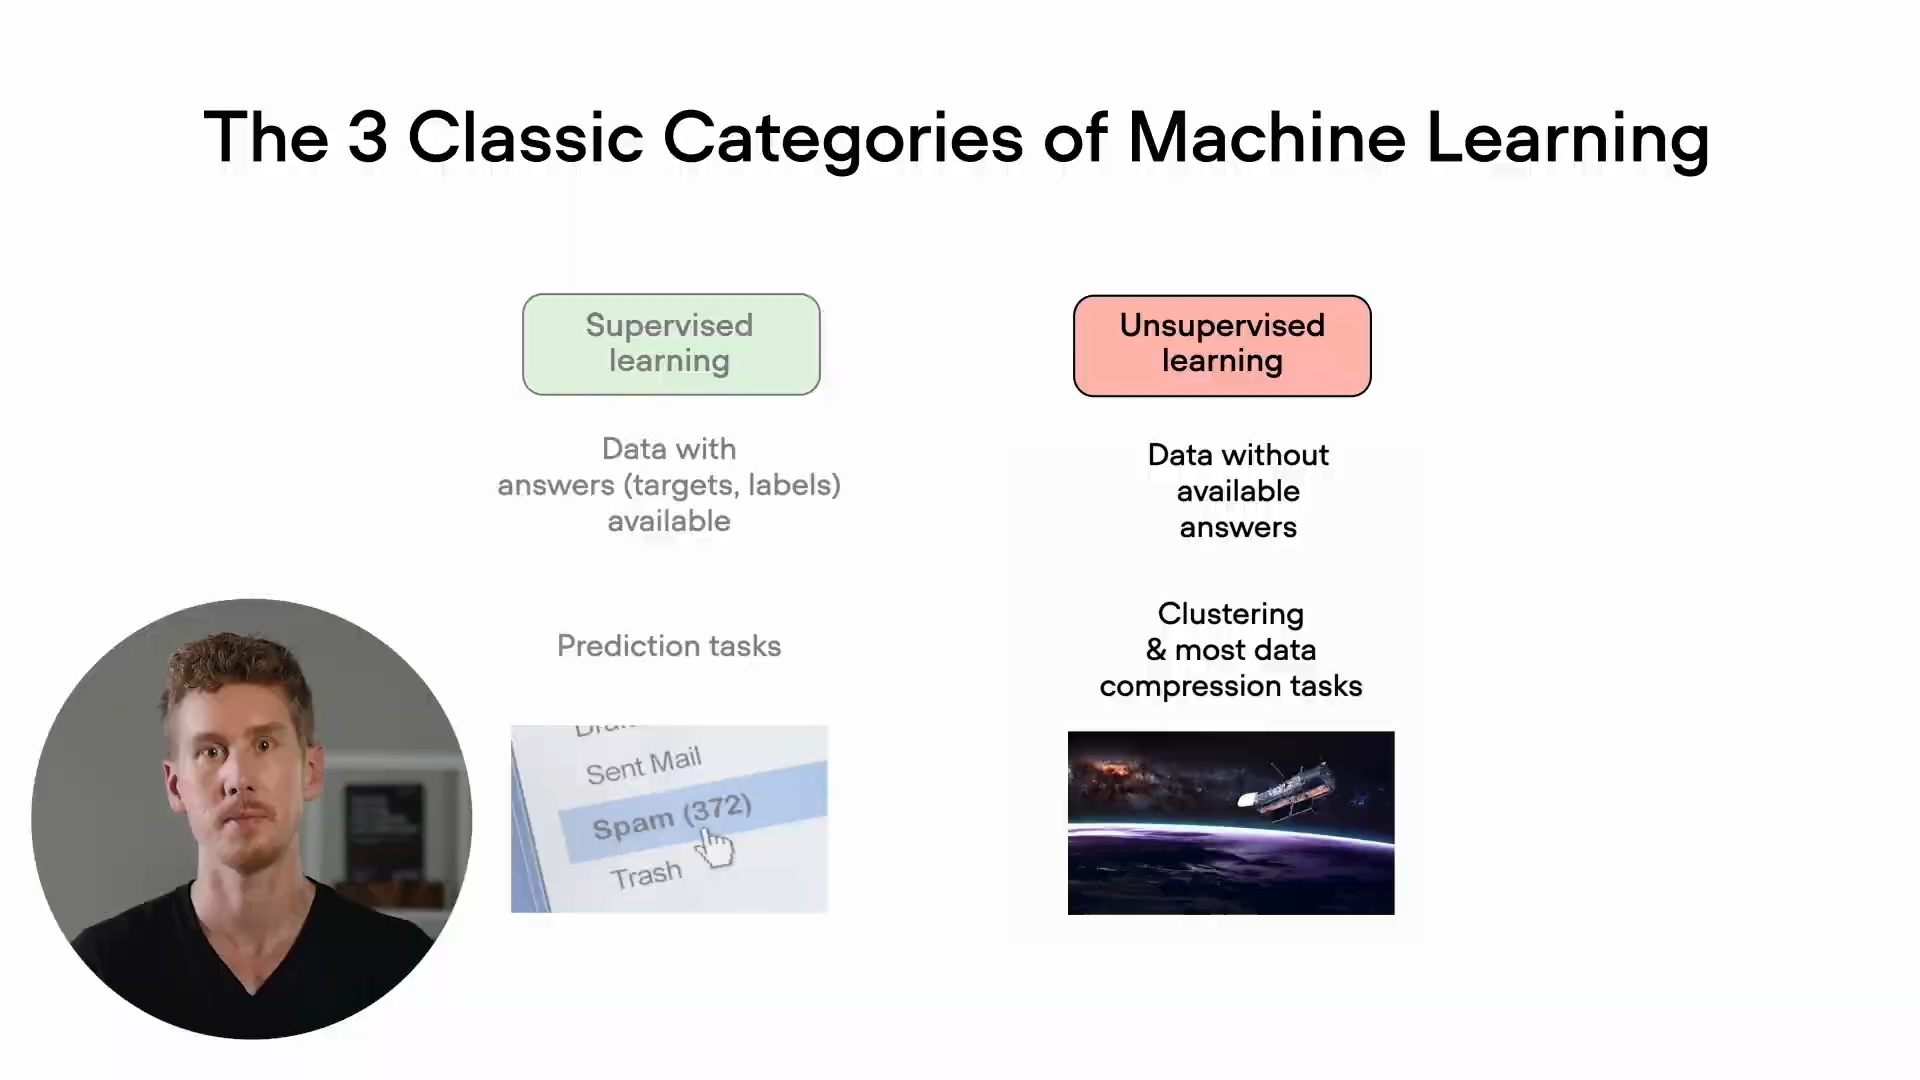 The 3 Classic Categories of Machine Learning
Supervised
learning
Data with
answers (targets, labels)
available
Prediction tasks
Sent Mail
Spam (372)
Trash
Unsupervised
learning
Data without
available
answers
Clustering
& most data
compression tasks